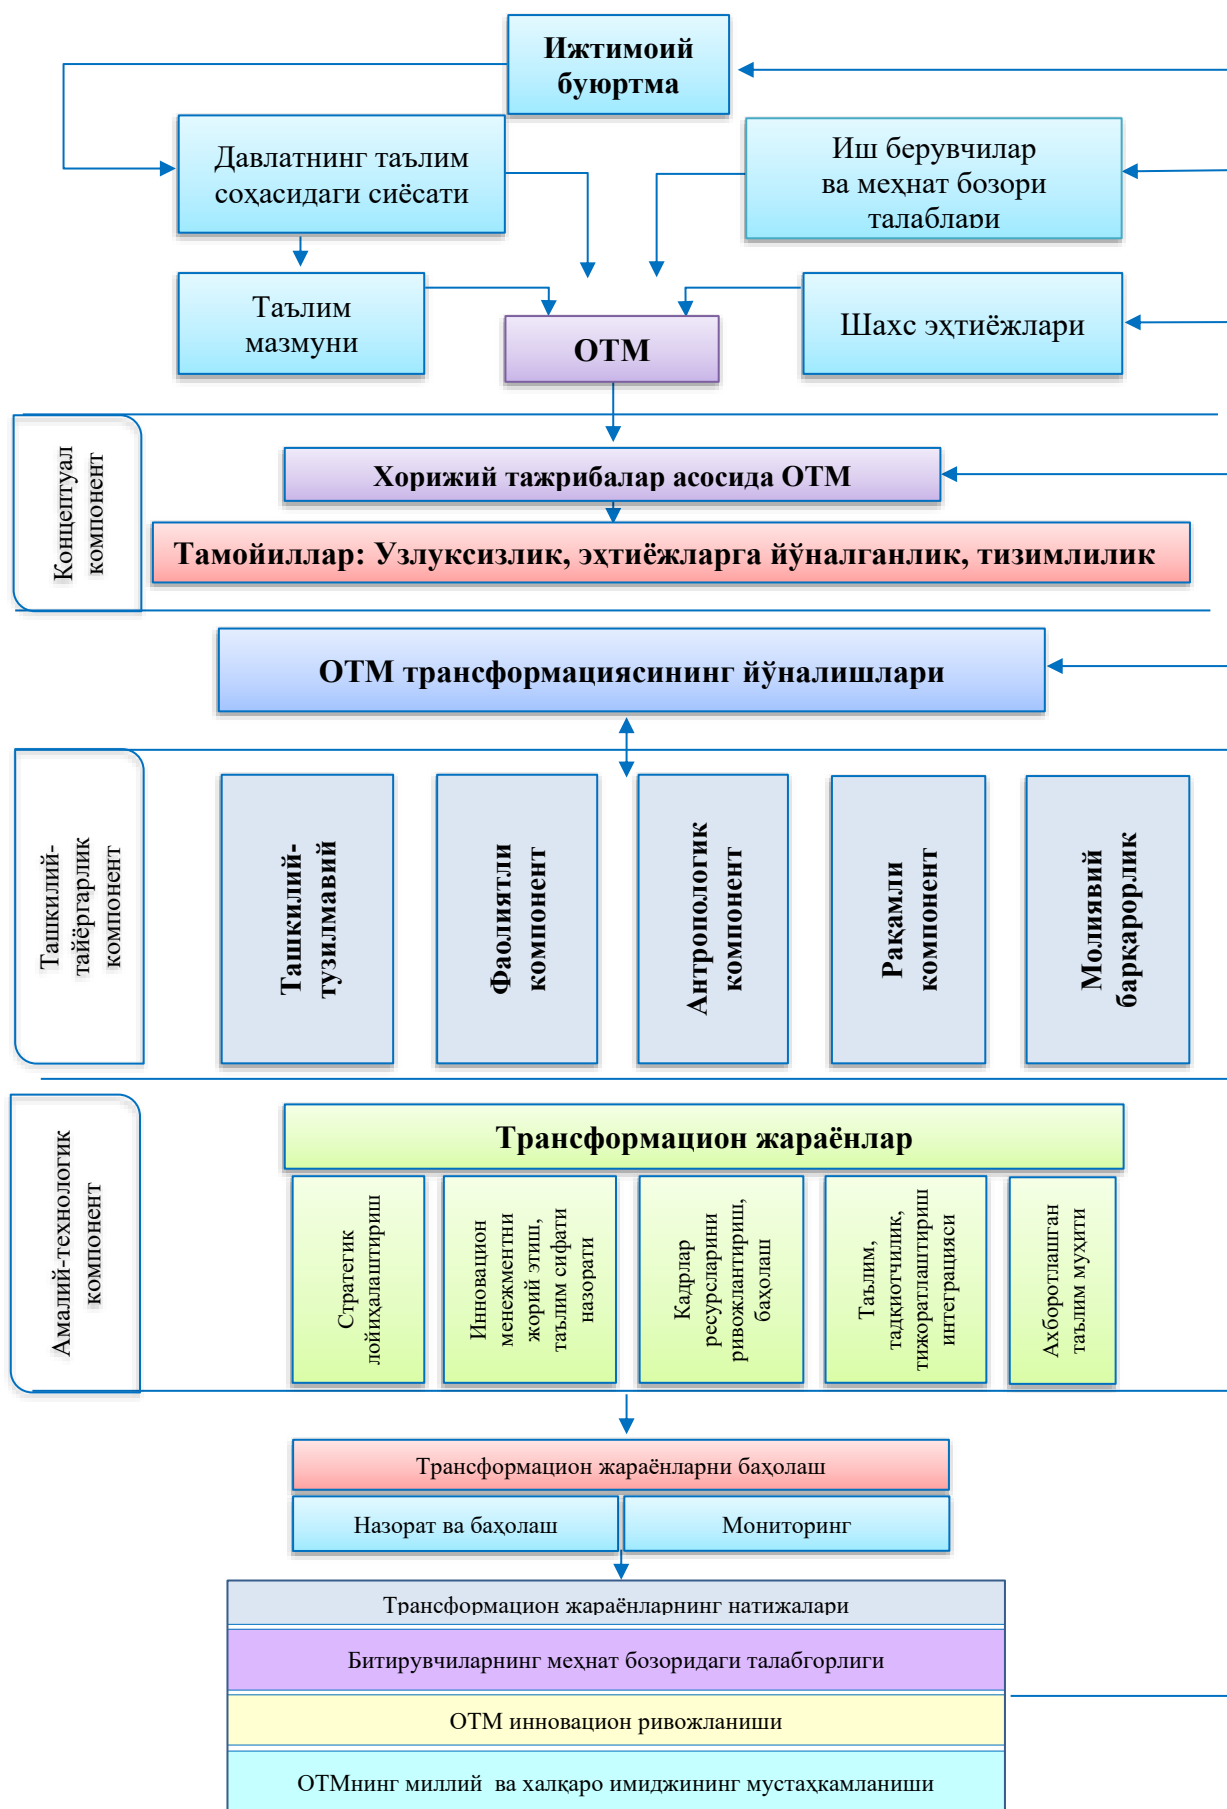 Ижтимоий
буюртма
Давлатнинг таълим
соҳасидаги сиёсати
Иш берувчилар
ва меҳнат бозори
талаблари
Таълим
мазмуни
ОТМ
Шахс эҳтиёжлари
Концептуал
компонент
Хорижий тажрибалар асосида ОТМ
Тамойиллар: Узлуксизлик, эҳтиёжларга йўналганлик, тизимлилик
ОТМ трансформациясининг йўналишлари
Ташкилий-
тайёргарлик
компонент
Ташкилий-
тузилмавий
Фаолиятли
компонент
Антропологик
компонент
Рақамли
компонент
Молиявий
барқарорлик
Амалий-технологик
компонент
Трансформацион жараёнлар
Стратегик
лойиҳалаштириш
Инновацион
менежментни
жорий этиш,
таълим сифати
назорати
Кадрлар
ресурсларини
ривожлантириш,
баҳолаш
Таълим,
тадқиотчилик,
тижоратлаштириш
интеграцияси
Ахборотлашган
таълим муҳити
Трансформацион жараёнларни баҳолаш
Назорат ва баҳолаш
Мониторинг
Трансформацион жараёнларнинг натижалари
Битирувчиларнинг меҳнат бозоридаги талабгорлиги
ОТМ инновацион ривожланиши
ОТМнинг миллий ва халқаро имиджининг мустаҳкамланиши